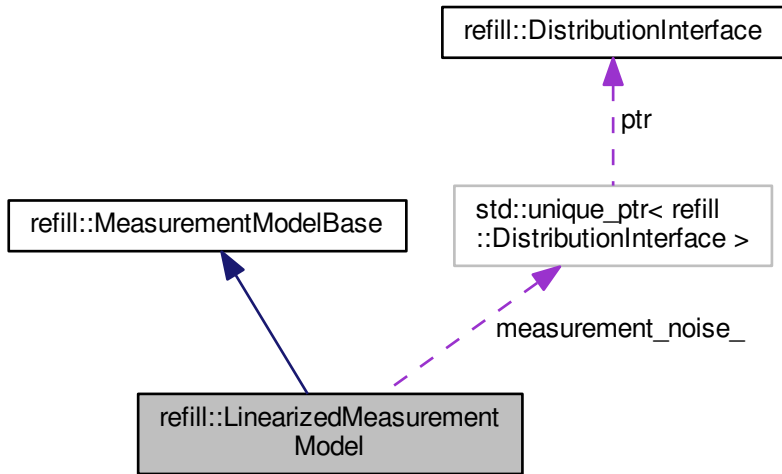 refill::DistributionInterface
ptr
refill::MeasurementModelBase
std::unique_ptr< refill
::DistributionInterface >
measurement_noise_
refill::LinearizedMeasurement
Model